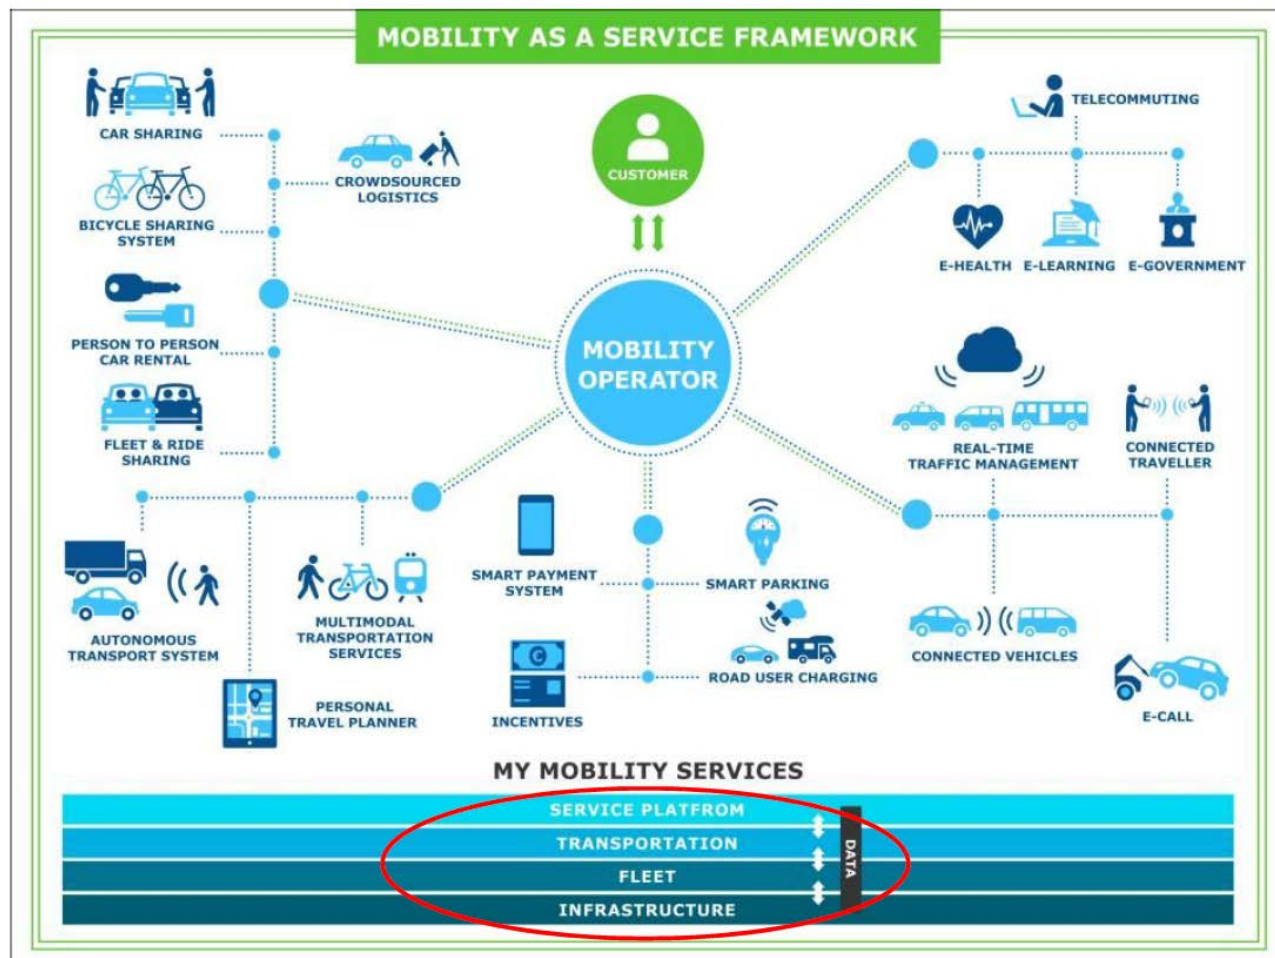 MOBILITY AS A SERVICE FRAMEWORK
CAR SHARING
CROWDSOURCED
LOGISTICS
BICYCLE SHARING
SYSTEM
PERSON TO PERSON
CAR RENTAL
FLEET & RIDE
SHARING
CUSTOMER
MOBILITY
OPERATOR
TELECOMMUTING
E-HEALTH
E-LEARNING
E-GOVERNMENT
REAL-TIME
TRAFFIC MANAGEMENT
CONNECTED
TRAVELLER
AUTONOMOUS
TRANSPORT SYSTEM
MULTIMODAL
TRANSPORTATION
SERVICES
PERSONAL
TRAVEL PLANNER
SMART PAYMENT
SYSTEM
SMART PARKING
INCENTIVES
ROAD USER CHARGING
CONNECTED VEHICLES
E-CALL
MY MOBILITY SERVICES
SERVICE PLATFROM
TRANSPORTATION
FLEET
INFRASTRUCTURE
DATA